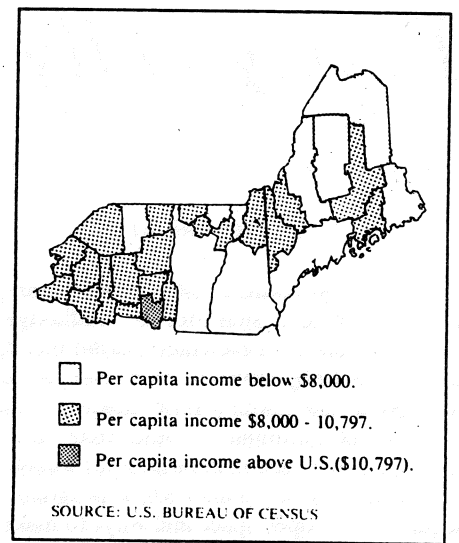 Per capita income below $8,000.
Per capita income $8,000 - 10,797.
Per capita income above U.S.($10,797).
SOURCE: U.S. BUREAU OF CENSUS